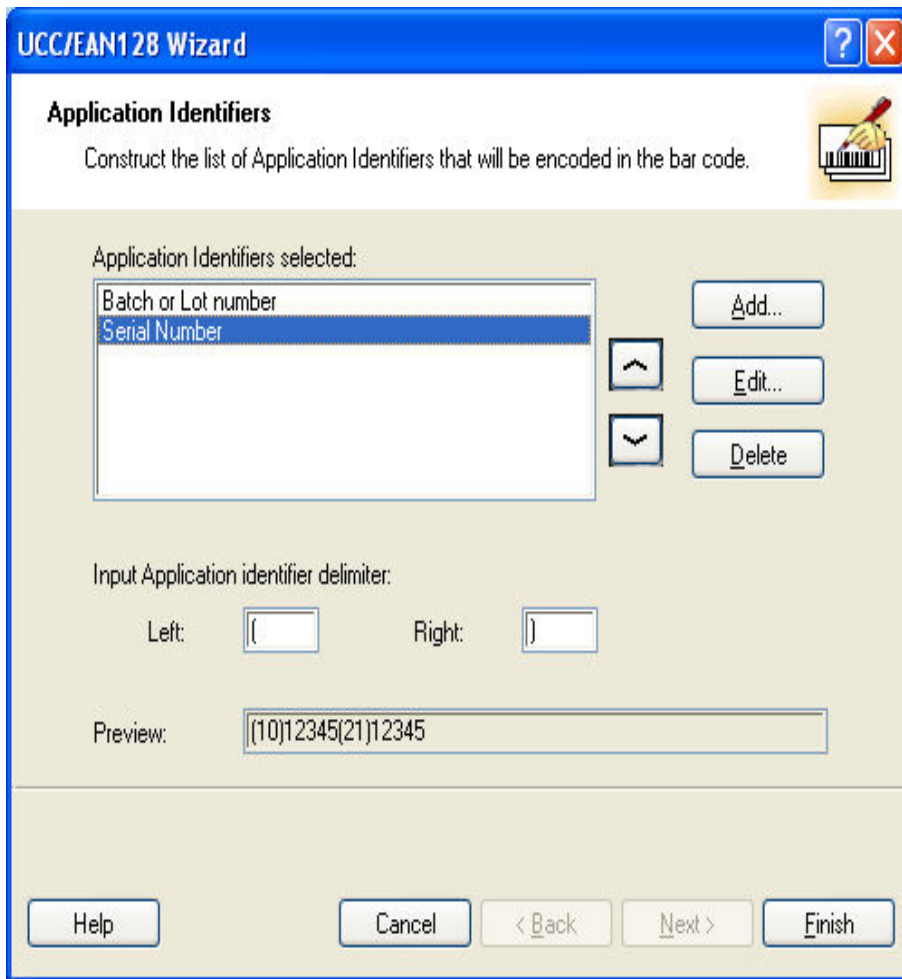 UCC/EAN128 Wizard
Application Identifiers
Construct the list of Application Identifiers that will be encoded in the bar code.
Application Identifiers selected:
Batch or Lot number
Serial Number
Add...
Edit...
Delete
Input Application identifier delimiter:
Left: ( Right: )
Preview: (10)12345(21)12345
Help Cancel < Back Next > Finish